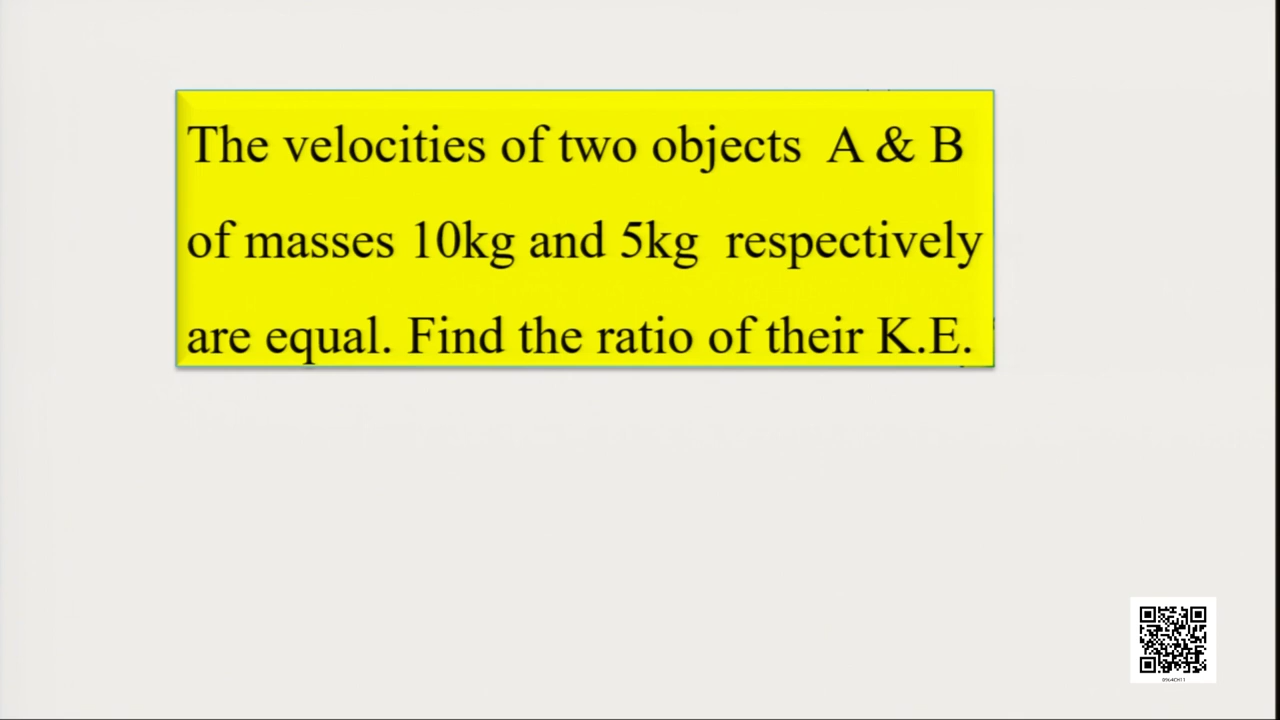 The velocities of two objects A & B
of masses 10kg and 5kg respectively
are equal. Find the ratio of their K.E.